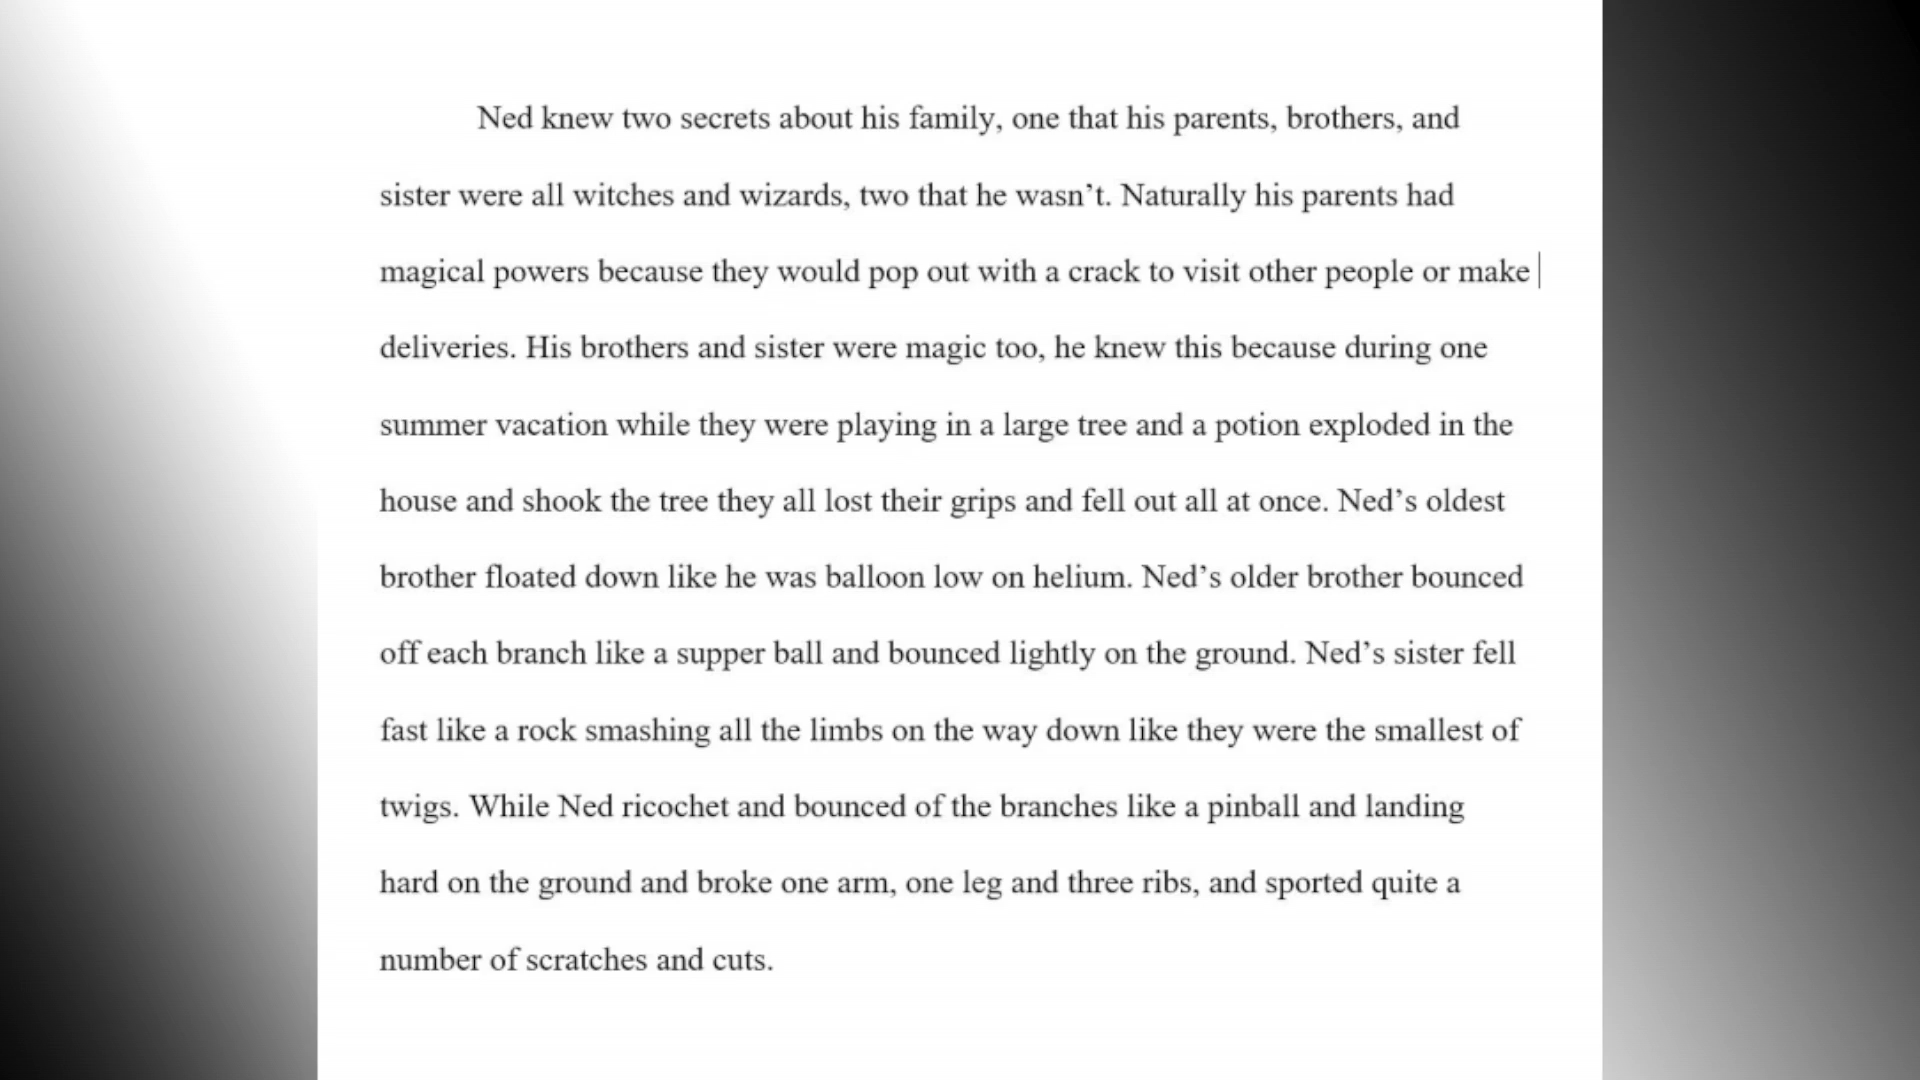 Ned knew two secrets about his family, one that his parents, brothers, and
sister were all witches and wizards, two that he wasn’t. Naturally his parents had
magical powers because they would pop out with a crack to visit other people or make
deliveries. His brothers and sister were magic too, he knew this because during one
summer vacation while they were playing in a large tree and a potion exploded in the
house and shook the tree they all lost their grips and fell out all at once. Ned’s oldest
brother floated down like he was balloon low on helium. Ned’s older brother bounced
off each branch like a supper ball and bounced lightly on the ground. Ned’s sister fell
fast like a rock smashing all the limbs on the way down like they were the smallest of
twigs. While Ned ricochet and bounced of the branches like a pinball and landing
hard on the ground and broke one arm, one leg and three ribs, and sported quite a
number of scratches and cuts.